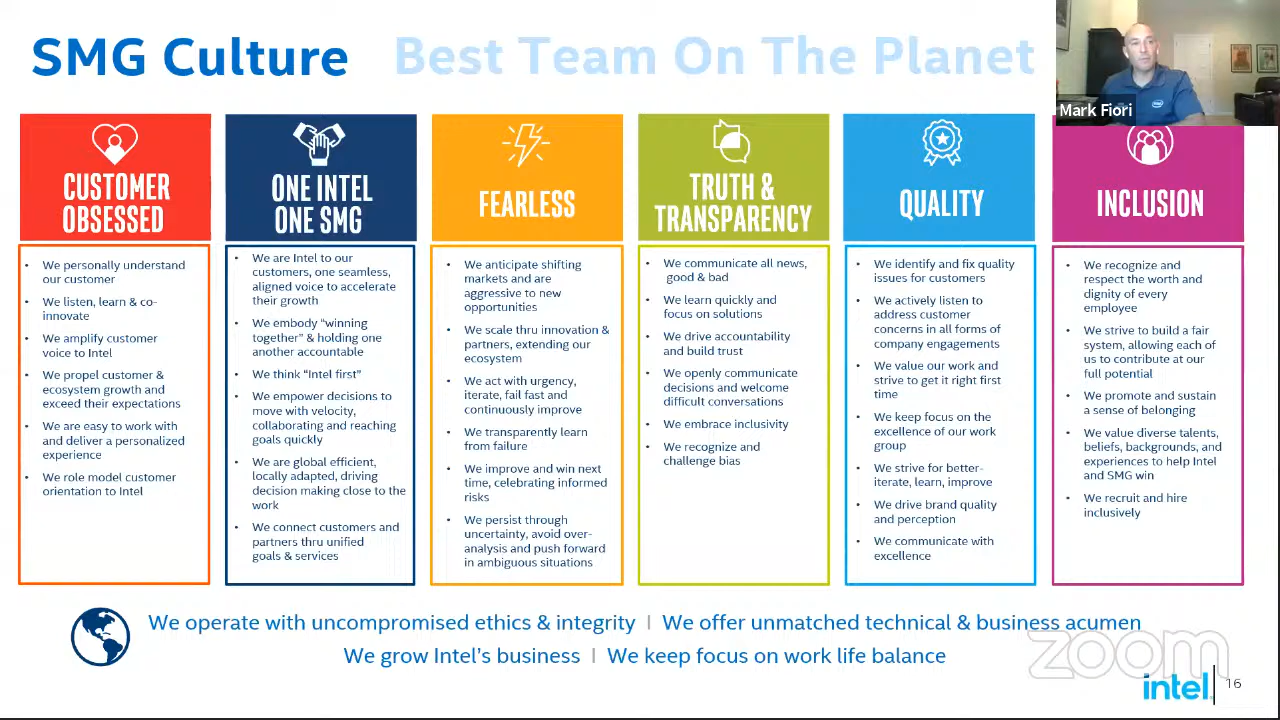 SMG Culture
Best Team On The Planet
Mark Fiori
CUSTOMER
OBSESSED
• We personally understand
our customer
• We listen, learn & co-
innovate
• We amplify customer
voice to Intel
• We propel customer &
ecosystem growth and
exceed their expectations
• We are easy to work with
and deliver a personalized
experience
• We role model customer
orientation to Intel
ONE INTEL
ONE SMG
• We are Intel to our
customers, one seamless,
aligned voice to accelerate
their growth
• We embody “winning
together” & holding one
another accountable
• We think “Intel first”
• We empower decisions to
move with velocity,
collaborating and reaching
goals quickly
• We are global efficient,
locally adapted, driving
decision making close to the
work
• We connect customers and
partners thru unified
goals & services
FEARLESS
• We anticipate shifting
markets and are
aggressive to new
opportunities
• We scale thru innovation &
partners, extending our
ecosystem
• We act with urgency,
iterate, fail fast and
continuously improve
• We transparently learn
from failure
• We improve and win next
time, celebrating informed
risks
• We persist through
uncertainty, avoid over-
analysis and push forward
in ambiguous situations
TRUTH &
TRANSPARENCY
• We communicate all news,
good & bad
• We learn quickly and
focus on solutions
• We drive accountability
and build trust
• We openly communicate
decisions and welcome
difficult conversations
• We embrace inclusivity
• We recognize and
challenge bias
QUALITY
• We identify and fix quality
issues for customers
• We actively listen to
address customer
concerns in all forms of
company engagements
• We value our work and
strive to get it right first
time
• We keep focus on the
excellence of our work
group
• We strive for better-
iterate, learn, improve
• We drive brand quality
and perception
• We communicate with
excellence
INCLUSION
• We recognize and
respect the worth and
dignity of every
employee
• We strive to build a fair
system, allowing each of
us to contribute at our
full potential
• We promote and sustain
a sense of belonging
• We value diverse talents,
beliefs, backgrounds, and
experiences to help Intel
and SMG win
• We recruit and hire
inclusively
We operate with uncompromised ethics & integrity | We offer unmatched technical & business acumen
We grow Intel’s business | We keep focus on work life balance
zoom
intel.
16